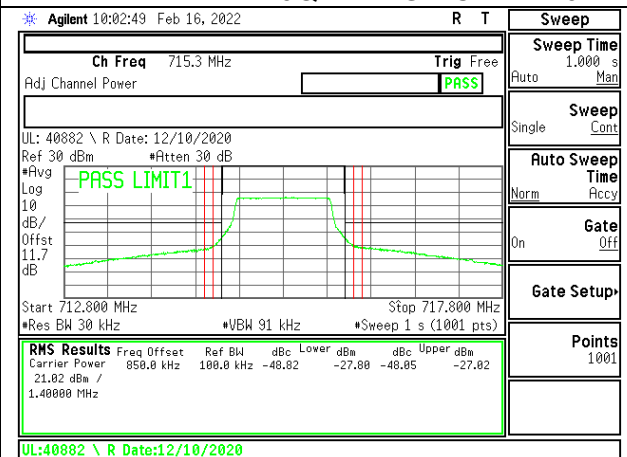 Agilent 10:02:49 Feb 16, 2022 R T
Sweep
Ch Freq 715.3 MHz Trig Free
Adj Channel Power PASS
UL: 40882 \ R Date: 12/10/2020
Ref 30 dBm #Atten 30 dB
#Avg
Log
10
dB/
Offst
11.7
dB
PASS LIMIT1
Start 712.800 MHz Stop 717.800 MHz
#Res BW 30 kHz #VBW 91 kHz #Sweep 1 s (1001 pts)
RMS Results Freq Offset Ref BW dBc Lower dBm dBc Upper dBm
Carrier Power 850.0 kHz 100.0 kHz -48.82 -27.80 -48.05 -27.02
21.02 dBm /
1.40000 MHz
UL:40882 \ R Date:12/10/2020
Sweep Time
1.000 s
Auto Man
Sweep
Single Cont
Auto Sweep
Time
Norm Accy
Gate
On Off
Gate Setup
Points
1001